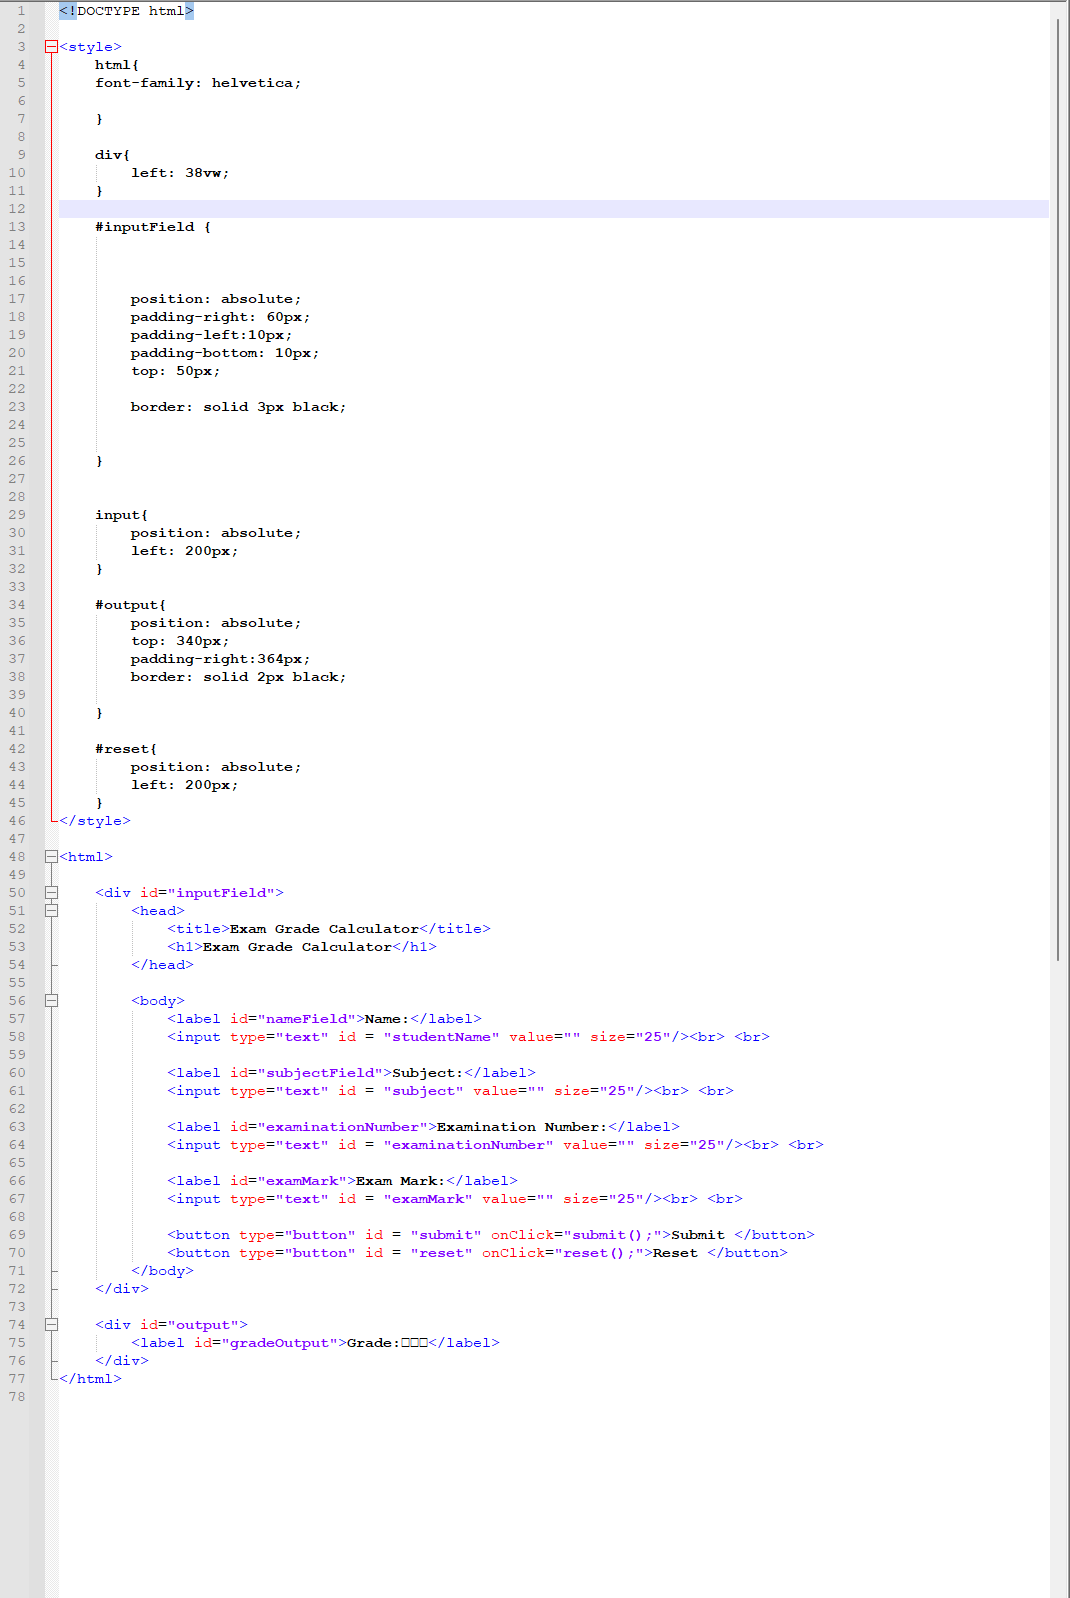 1 <!DOCTYPE html>
2
3 <style>
4 html{
5 font-family: helvetica;
6
7 }
8
9 div{
10 left: 38vw;
11 }
12
13 #inputField {
14
15
16
17 position: absolute;
18 padding-right: 60px;
19 padding-left:10px;
20 padding-bottom: 10px;
21 top: 50px;
22
23 border: solid 3px black;
24
25
26 }
27
28
29 input{
30 position: absolute;
31 left: 200px;
32 }
33
34 #output{
35 position: absolute;
36 top: 340px;
37 padding-right:364px;
38 border: solid 2px black;
39
40 }
41
42 #reset{
43 position: absolute;
44 left: 200px;
45 }
46 </style>
47
48 <html>
49
50 <div id="inputField">
51 <head>
52 <title>Exam Grade Calculator</title>
53 <h1>Exam Grade Calculator</h1>
54 </head>
55
56 <body>
57 <label id="nameField">Name:</label>
58 <input type="text" id = "studentName" value="" size="25"/><br> <br>
59
60 <label id="subjectField">Subject:</label>
61 <input type="text" id = "subject" value="" size="25"/><br> <br>
62
63 <label id="examinationNumber">Examination Number:</label>
64 <input type="text" id = "examinationNumber" value="" size="25"/><br> <br>
65
66 <label id="examMark">Exam Mark:</label>
67 <input type="text" id = "examMark" value="" size="25"/><br> <br>
68
69 <button type="button" id = "submit" onClick="submit();">Submit </button>
70 <button type="button" id = "reset" onClick="reset();">Reset </button>
71 </body>
72 </div>
73
74 <div id="output">
75 <label id="gradeOutput">Grade:□□□</label>
76 </div>
77 </html>
78